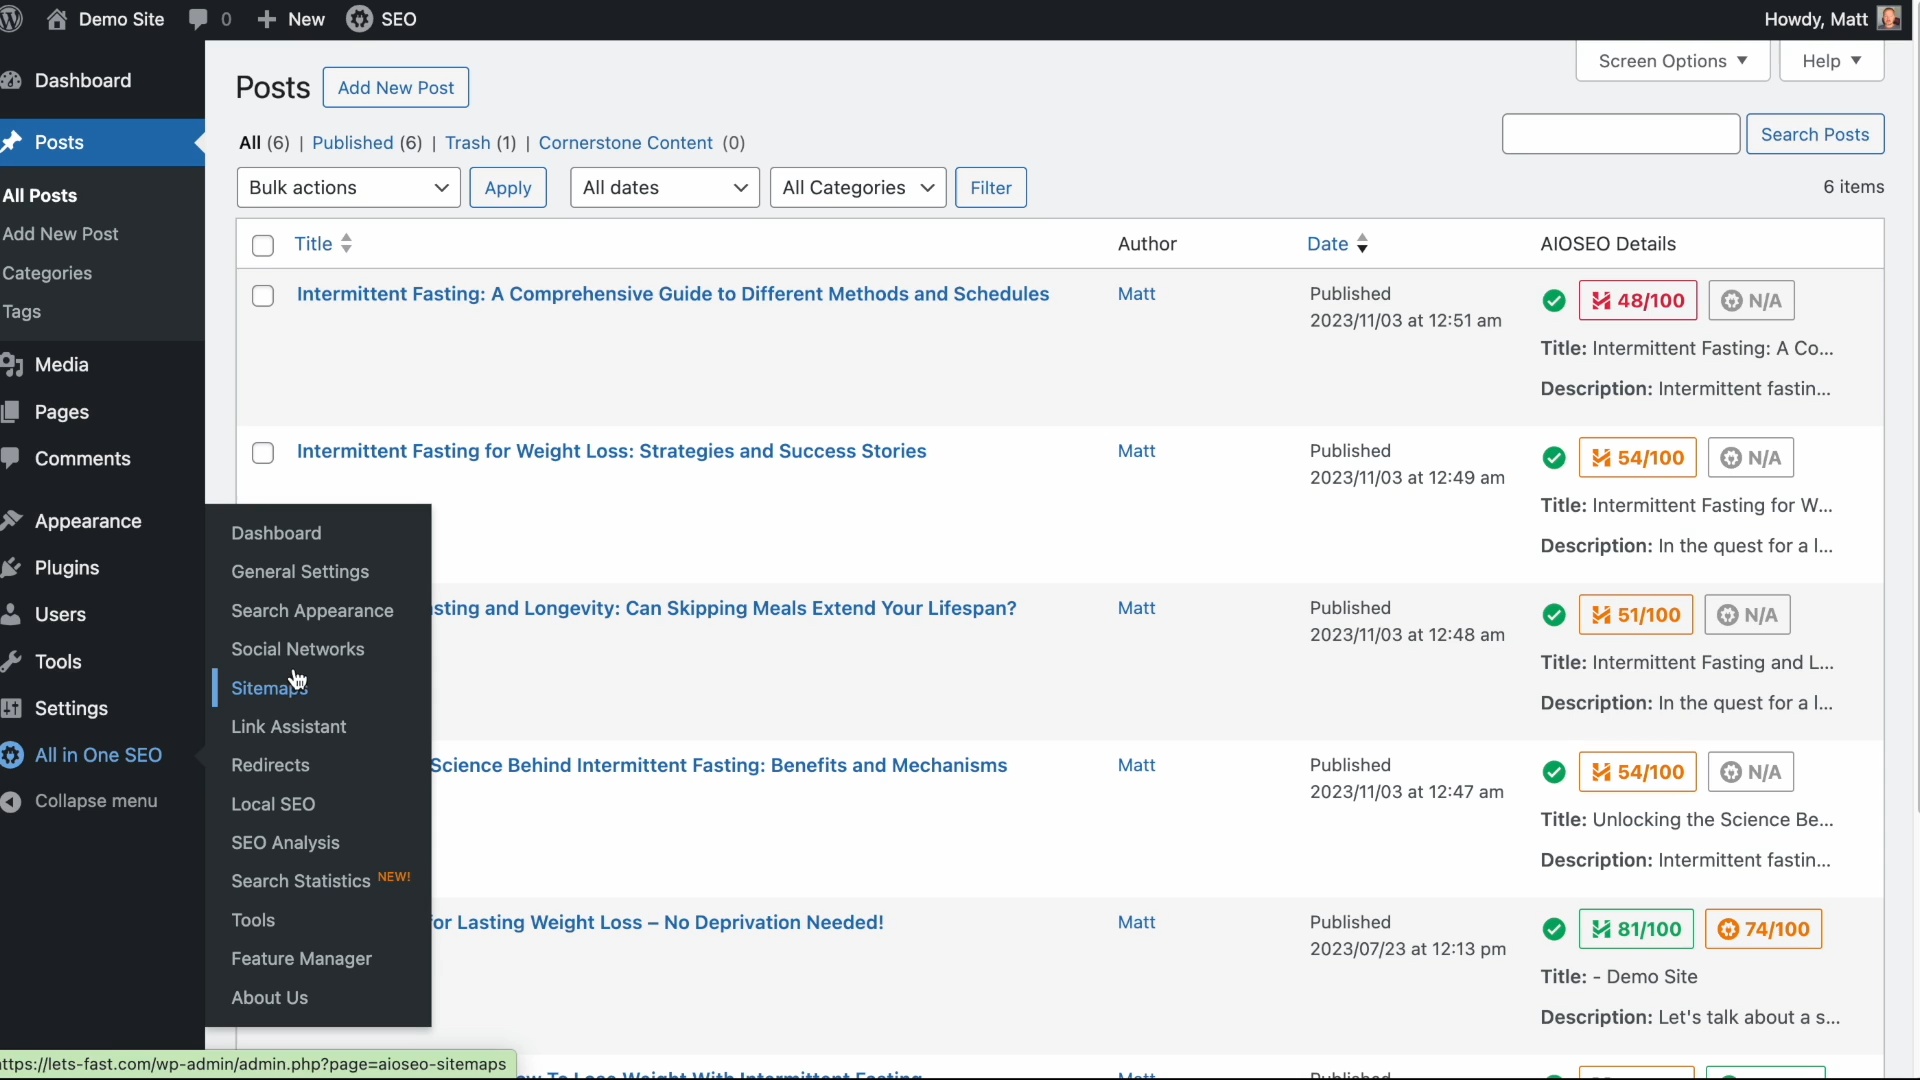 Demo Site 0 New SEO Howdy, Matt
Screen Options Help
Dashboard
Posts
All Posts
Add New Post
Categories
Tags
Media
Pages
Comments
Appearance
Plugins
Users
Tools
Settings
All in One SEO
Collapse menu
Dashboard
General Settings
Search Appearance
Social Networks
Sitemaps
Link Assistant
Redirects
Local SEO
SEO Analysis
Search Statistics NEW!
Tools
Feature Manager
About Us
Posts Add New Post
All (6) | Published (6) | Trash (1) | Cornerstone Content (0)
Search Posts
Bulk actions Apply All dates All Categories Filter 6 items
Title Author Date AIOSEO Details
Intermittent Fasting: A Comprehensive Guide to Different Methods and Schedules Matt Published 48/100 N/A
2023/11/03 at 12:51 am
Title: Intermittent Fasting: A Co...
Description: Intermittent fastin...
Intermittent Fasting for Weight Loss: Strategies and Success Stories Matt Published 54/100 N/A
2023/11/03 at 12:49 am
Title: Intermittent Fasting for W...
Description: In the quest for a l...
sting and Longevity: Can Skipping Meals Extend Your Lifespan? Matt Published 51/100 N/A
2023/11/03 at 12:48 am
Title: Intermittent Fasting and L...
Description: In the quest for a l...
Science Behind Intermittent Fasting: Benefits and Mechanisms Matt Published 54/100 N/A
2023/11/03 at 12:47 am
Title: Unlocking the Science Be...
Description: Intermittent fastin...
or Lasting Weight Loss – No Deprivation Needed! Matt Published 81/100 74/100
2023/07/23 at 12:13 pm
Title: - Demo Site
Description: Let's talk about a s...
ttps://lets-fast.com/wp-admin/admin.php?page=aioseo-sitemaps
To Lose Weight With Intermittent Fasting Matt Published